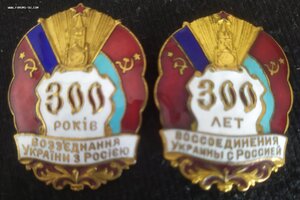 300
РОКІВ
ВОЗЗ'ЄДНАННЯ
УКРАЇНИ З РОСІЄЮ
300
ЛЕТ
ВОССОЕДИНЕНИЯ
УКРАИНЫ С РОССИЕЙ